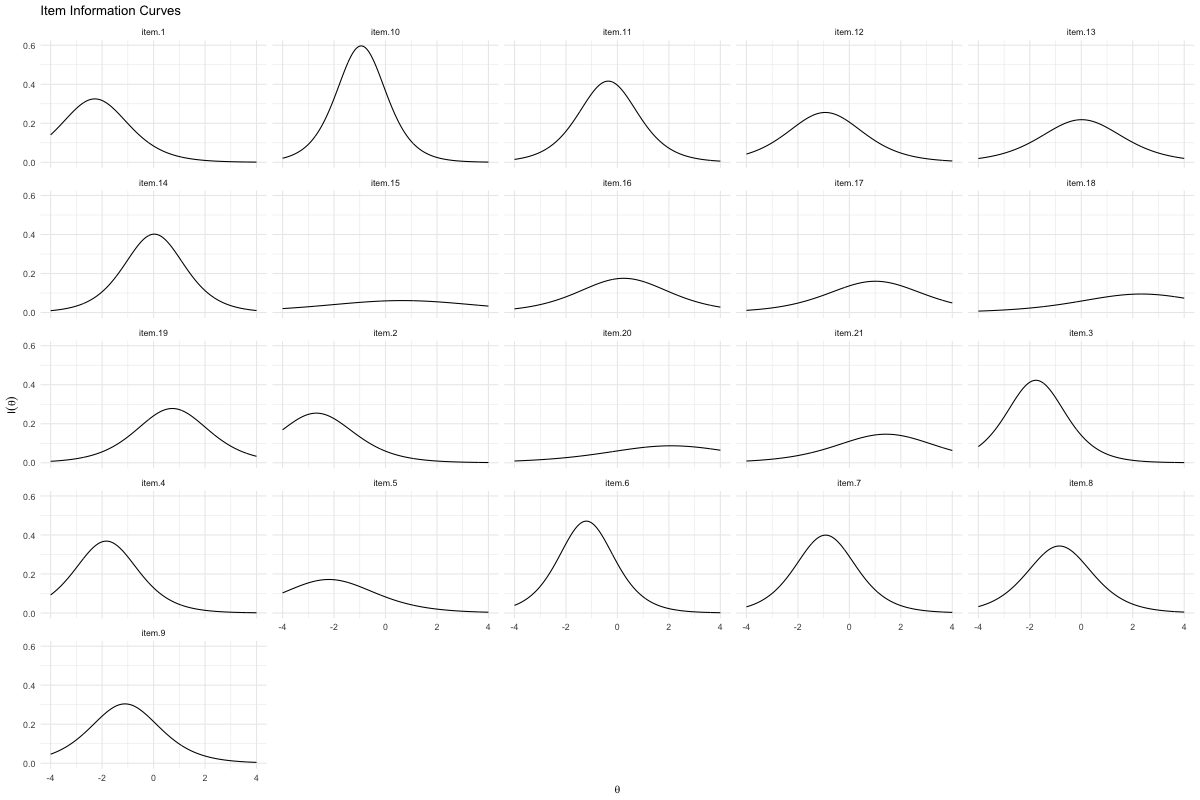 Item Information Curves
item.1 item.10 item.11 item.12 item.13
0.6
0.4
0.2
0.0
item.14 item.15 item.16 item.17 item.18
0.6
0.4
0.2
0.0
item.19 item.2 item.20 item.21 item.3
0.6
0.4
0.2
0.0
I(θ)
item.4 item.5 item.6 item.7 item.8
0.6
0.4
0.2
0.0
-4 -2 0 2 4 -4 -2 0 2 4 -4 -2 0 2 4 -4 -2 0 2 4
item.9
0.6
0.4
0.2
0.0
-4 -2 0 2 4
θ